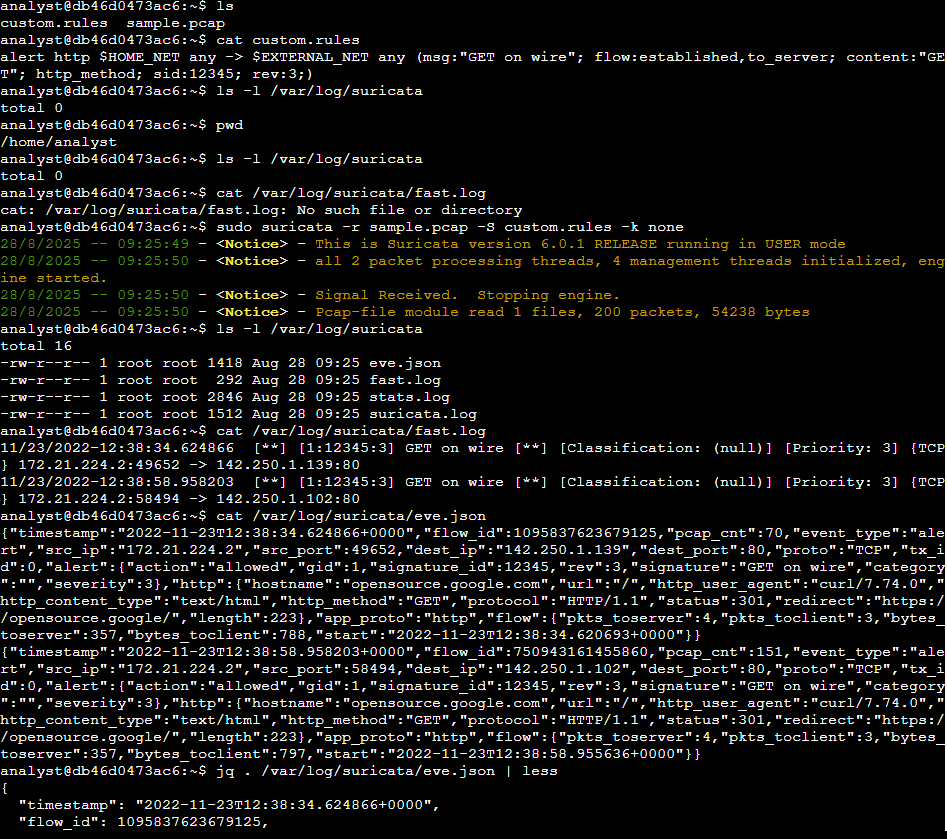 analyst@db46d0473ac6:~$ ls
custom.rules  sample.pcap
analyst@db46d0473ac6:~$ cat custom.rules
alert http $HOME_NET any -> $EXTERNAL_NET any (msg:"GET on wire"; flow:established,to_server; content:"GE
T"; http_method; sid:12345; rev:3;)
analyst@db46d0473ac6:~$ ls -l /var/log/suricata
total 0
analyst@db46d0473ac6:~$ pwd
/home/analyst
analyst@db46d0473ac6:~$ ls -l /var/log/suricata
total 0
analyst@db46d0473ac6:~$ cat /var/log/suricata/fast.log
cat: /var/log/suricata/fast.log: No such file or directory
analyst@db46d0473ac6:~$ sudo suricata -r sample.pcap -S custom.rules -k none
28/8/2025 -- 09:25:49 - <Notice> - This is Suricata version 6.0.1 RELEASE running in USER mode
28/8/2025 -- 09:25:50 - <Notice> - all 2 packet processing threads, 4 management threads initialized, eng
ine started.
28/8/2025 -- 09:25:50 - <Notice> - Signal Received.  Stopping engine.
28/8/2025 -- 09:25:50 - <Notice> - Pcap-file module read 1 files, 200 packets, 54238 bytes
analyst@db46d0473ac6:~$ ls -l /var/log/suricata
total 16
-rw-r--r-- 1 root root 1418 Aug 28 09:25 eve.json
-rw-r--r-- 1 root root  292 Aug 28 09:25 fast.log
-rw-r--r-- 1 root root 2846 Aug 28 09:25 stats.log
-rw-r--r-- 1 root root 1512 Aug 28 09:25 suricata.log
analyst@db46d0473ac6:~$ cat /var/log/suricata/fast.log
11/23/2022-12:38:34.624866  [**] [1:12345:3] GET on wire [**] [Classification: (null)] [Priority: 3] {TCP
} 172.21.224.2:49652 -> 142.250.1.139:80
11/23/2022-12:38:58.958203  [**] [1:12345:3] GET on wire [**] [Classification: (null)] [Priority: 3] {TCP
} 172.21.224.2:58494 -> 142.250.1.102:80
analyst@db46d0473ac6:~$ cat /var/log/suricata/eve.json
{"timestamp":"2022-11-23T12:38:34.624866+0000","flow_id":1095837623679125,"pcap_cnt":70,"event_type":"ale
rt","src_ip":"172.21.224.2","src_port":49652,"dest_ip":"142.250.1.139","dest_port":80,"proto":"TCP","tx_i
d":0,"alert":{"action":"allowed","gid":1,"signature_id":12345,"rev":3,"signature":"GET on wire","category
":"","severity":3},"http":{"hostname":"opensource.google.com","url":"/","http_user_agent":"curl/7.74.0","
http_content_type":"text/html","http_method":"GET","protocol":"HTTP/1.1","status":301,"redirect":"https:/
/opensource.google/","length":223},"app_proto":"http","flow":{"pkts_toserver":4,"pkts_toclient":3,"bytes_
toserver":357,"bytes_toclient":788,"start":"2022-11-23T12:38:34.620693+0000"}}
{"timestamp":"2022-11-23T12:38:58.958203+0000","flow_id":750943161455860,"pcap_cnt":151,"event_type":"ale
rt","src_ip":"172.21.224.2","src_port":58494,"dest_ip":"142.250.1.102","dest_port":80,"proto":"TCP","tx_i
d":0,"alert":{"action":"allowed","gid":1,"signature_id":12345,"rev":3,"signature":"GET on wire","category
":"","severity":3},"http":{"hostname":"opensource.google.com","url":"/","http_user_agent":"curl/7.74.0","
http_content_type":"text/html","http_method":"GET","protocol":"HTTP/1.1","status":301,"redirect":"https:/
/opensource.google/","length":223},"app_proto":"http","flow":{"pkts_toserver":4,"pkts_toclient":3,"bytes_
toserver":357,"bytes_toclient":797,"start":"2022-11-23T12:38:58.955636+0000"}}
analyst@db46d0473ac6:~$ jq . /var/log/suricata/eve.json | less
{
  "timestamp": "2022-11-23T12:38:34.624866+0000",
  "flow_id": 1095837623679125,